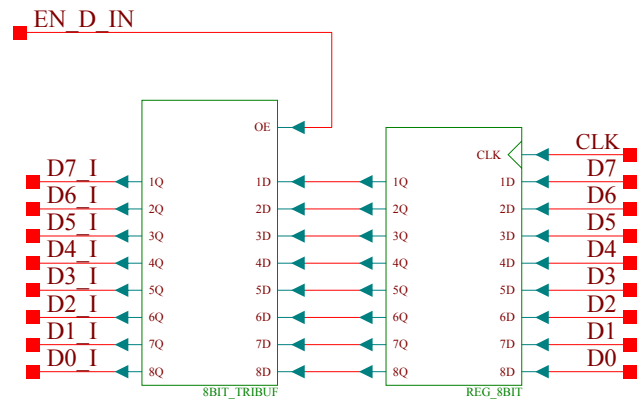 EN_D_IN
OE
CLK
CLK
D7_I 1Q 1D 1Q 1D D7
D6_I 2Q 2D 2Q 2D D6
D5_I 3Q 3D 3Q 3D D5
D4_I 4Q 4D 4Q 4D D4
D3_I 5Q 5D 5Q 5D D3
D2_I 6Q 6D 6Q 6D D2
D1_I 7Q 7D 7Q 7D D1
D0_I 8Q 8D 8Q 8D D0
8BIT_TRIBUF REG_8BIT